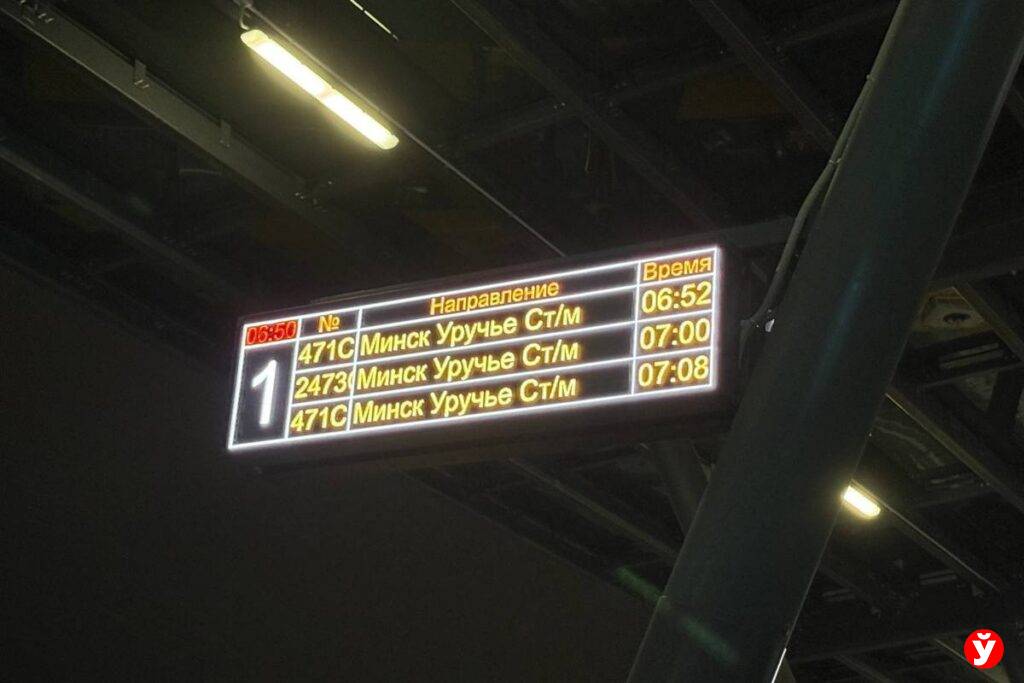 06:50 № Направление Время
1
471С Минск Уручье Ст/м 06:52
2473 Минск Уручье Ст/м 07:00
471С Минск Уручье Ст/м 07:08
ў